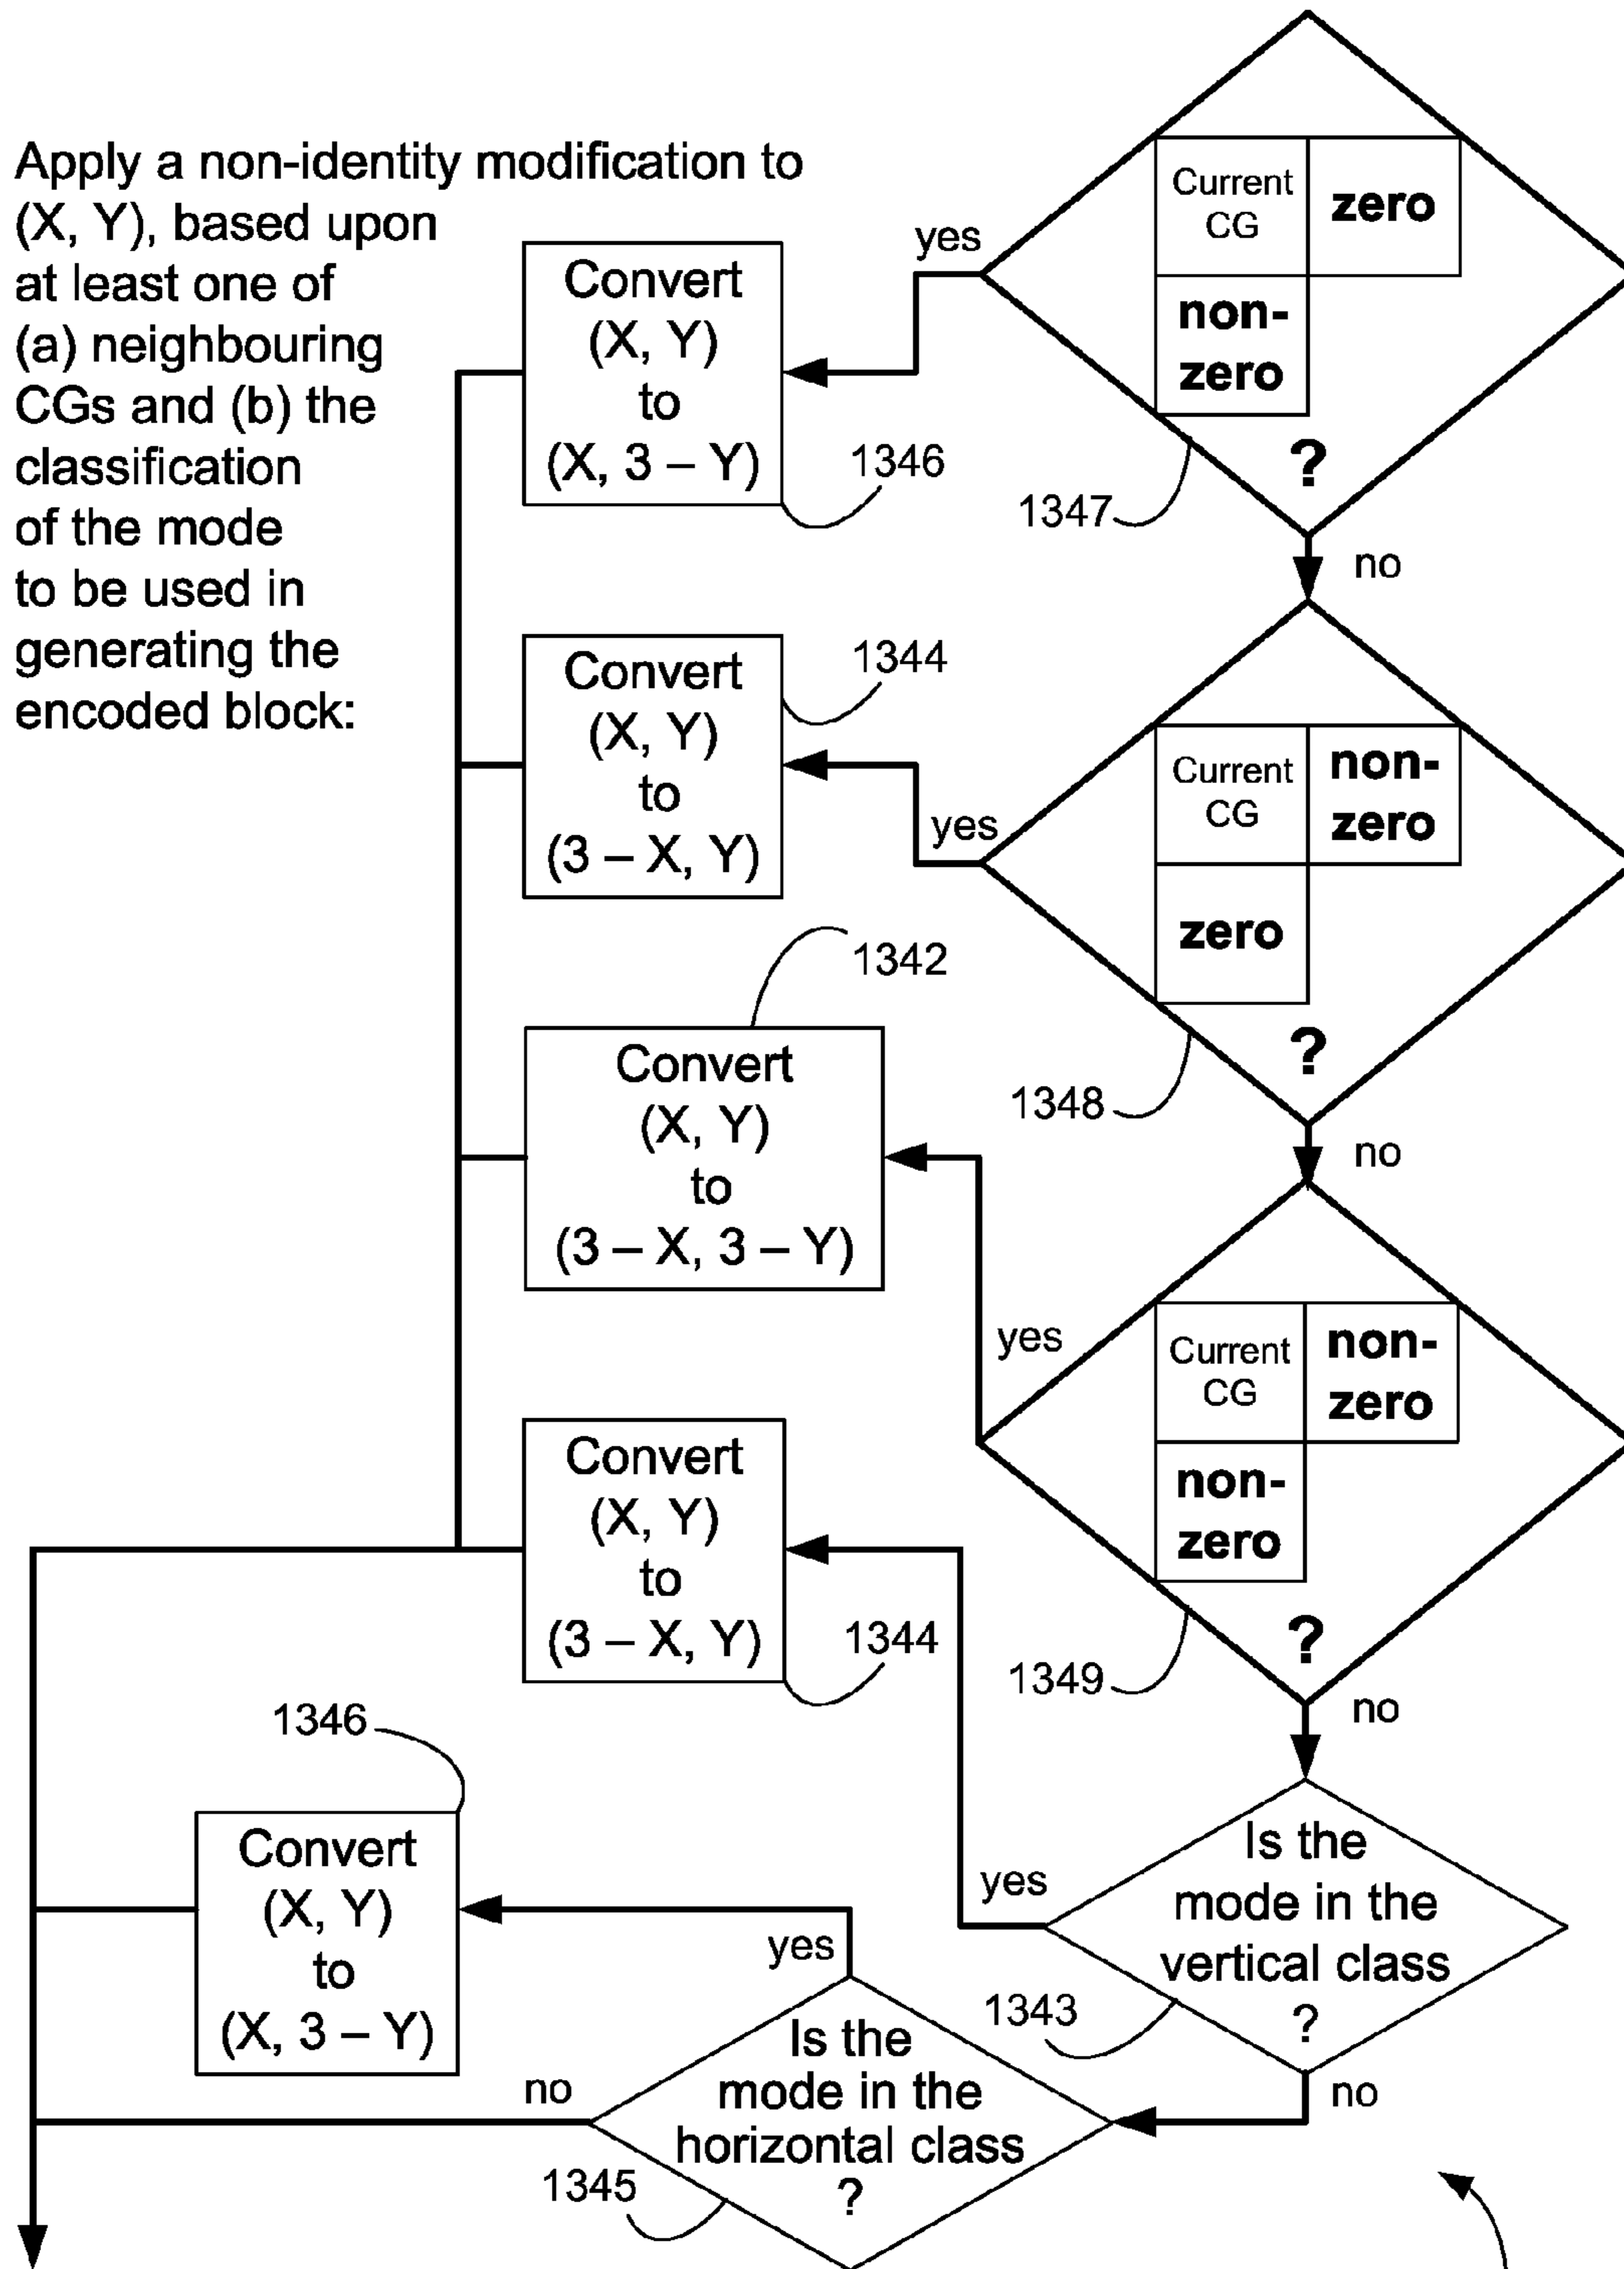 Apply a non-identity modification to
(X, Y), based upon
at least one of
(a) neighbouring
CGs and (b) the
classification
of the mode
to be used in
generating the
encoded block:
Current
CG
zero
non-
zero
?
1347
yes
Convert
(X, Y)
to
(X, 3 – Y)
1346
no
Current
CG
non-
zero
zero
?
1348
yes
Convert
(X, Y)
to
(3 – X, Y)
1344
no
Current
CG
non-
zero
non-
zero
?
1349
yes
Convert
(X, Y)
to
(3 – X, 3 – Y)
1342
no
Is the
mode in the
vertical class
?
1343
yes
Convert
(X, Y)
to
(3 – X, Y)
1344
no
Is the
mode in the
horizontal class
?
1345
yes
Convert
(X, Y)
to
(X, 3 – Y)
1346
no